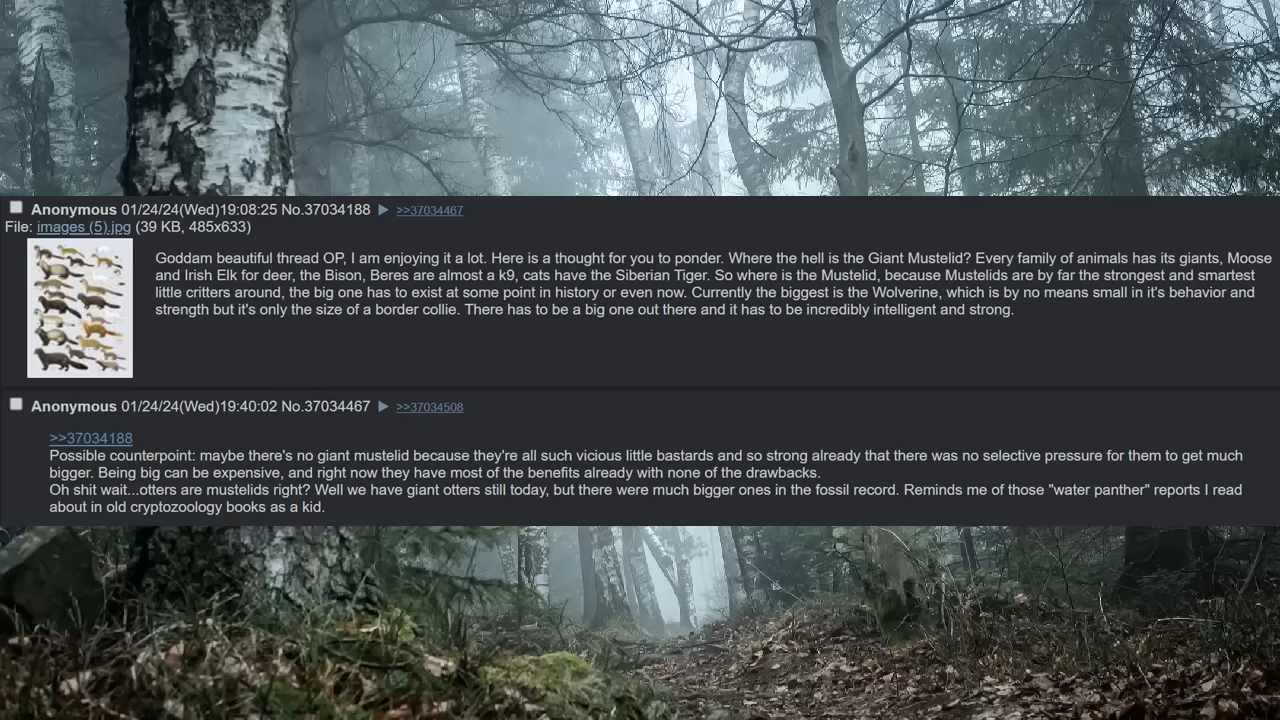 Anonymous 01/24/24(Wed)19:08:25 No.37034188 ▶ >>37034467
File: images (5).jpg (39 KB, 485x633)
Goddam beautiful thread OP, I am enjoying it a lot. Here is a thought for you to ponder. Where the hell is the Giant Mustelid? Every family of animals has its giants, Moose
and Irish Elk for deer, the Bison, Beres are almost a k9, cats have the Siberian Tiger. So where is the Mustelid, because Mustelids are by far the strongest and smartest
little critters around, the big one has to exist at some point in history or even now. Currently the biggest is the Wolverine, which is by no means small in it's behavior and
strength but it's only the size of a border collie. There has to be a big one out there and it has to be incredibly intelligent and strong.
Anonymous 01/24/24(Wed)19:40:02 No.37034467 ▶ >>37034508
>>37034188
Possible counterpoint: maybe there's no giant mustelid because they're all such vicious little bastards and so strong already that there was no selective pressure for them to get much
bigger. Being big can be expensive, and right now they have most of the benefits already with none of the drawbacks.
Oh shit wait...otters are mustelids right? Well we have giant otters still today, but there were much bigger ones in the fossil record. Reminds me of those "water panther" reports I read
about in old cryptozoology books as a kid.